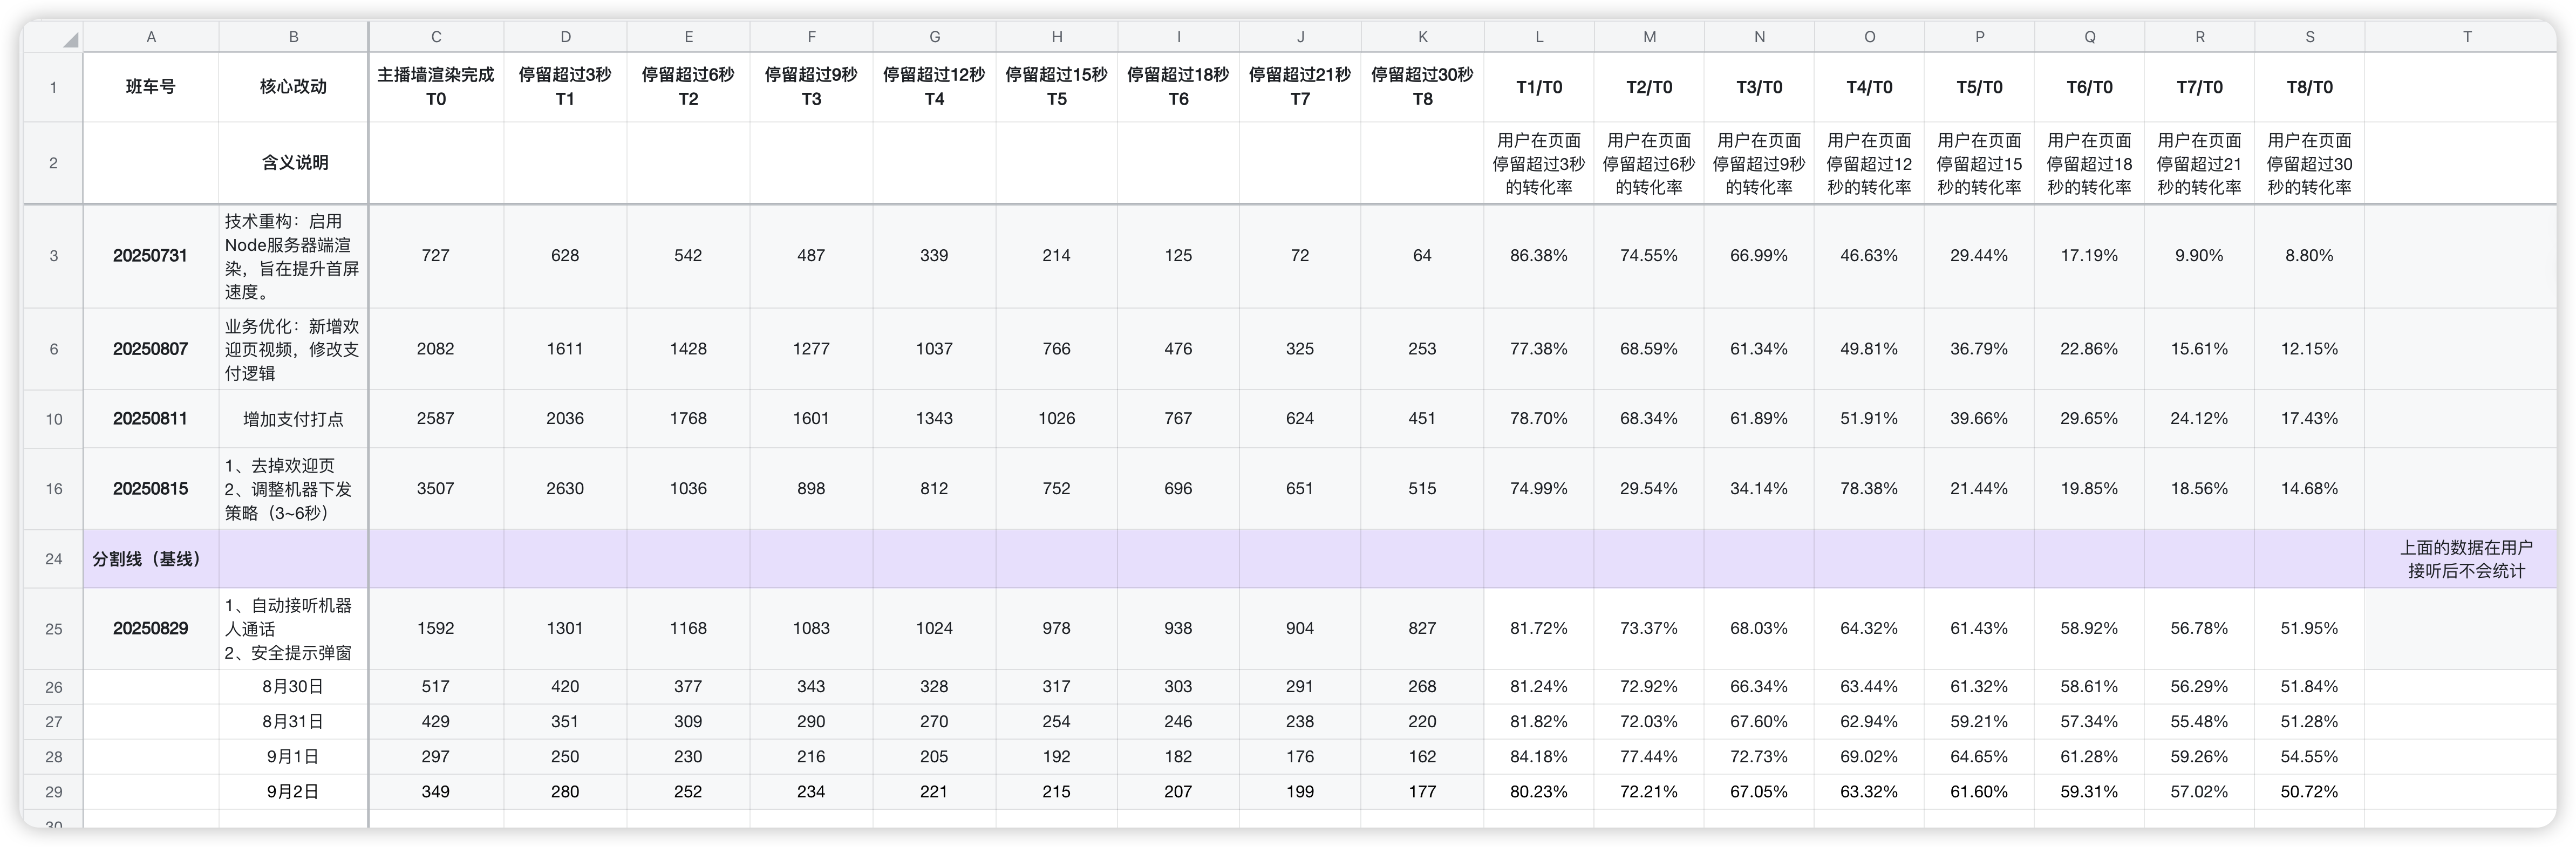 A B C D E F G H I J K L M N O P Q R S T
1 班车号 核心改动 主播墙渲染完成 T0 停留超过3秒 T1 停留超过6秒 T2 停留超过9秒 T3 停留超过12秒 T4 停留超过15秒 T5 停留超过18秒 T6 停留超过21秒 T7 停留超过30秒 T8 T1/T0 T2/T0 T3/T0 T4/T0 T5/T0 T6/T0 T7/T0 T8/T0
2 含义说明 用户在页面停留超过3秒的转化率 用户在页面停留超过6秒的转化率 用户在页面停留超过9秒的转化率 用户在页面停留超过12秒的转化率 用户在页面停留超过15秒的转化率 用户在页面停留超过18秒的转化率 用户在页面停留超过21秒的转化率 用户在页面停留超过30秒的转化率
3 20250731 技术重构：启用Node服务器端渲染，旨在提升首屏速度。 727 628 542 487 339 214 125 72 64 86.38% 74.55% 66.99% 46.63% 29.44% 17.19% 9.90% 8.80%
6 20250807 业务优化：新增欢迎页视频，修改支付逻辑 2082 1611 1428 1277 1037 766 476 325 253 77.38% 68.59% 61.34% 49.81% 36.79% 22.86% 15.61% 12.15%
10 20250811 增加支付打点 2587 2036 1768 1601 1343 1026 767 624 451 78.70% 68.34% 61.89% 51.91% 39.66% 29.65% 24.12% 17.43%
16 20250815 1、去掉欢迎页 2、调整机器下发策略（3~6秒） 3507 2630 1036 898 812 752 696 651 515 74.99% 29.54% 34.14% 78.38% 21.44% 19.85% 18.56% 14.68%
24 分割线（基线） 上面的数据在用户接听后不会统计
25 20250829 1、自动接听机器人通话 2、安全提示弹窗 1592 1301 1168 1083 1024 978 938 904 827 81.72% 73.37% 68.03% 64.32% 61.43% 58.92% 56.78% 51.95%
26 8月30日 517 420 377 343 328 317 303 291 268 81.24% 72.92% 66.34% 63.44% 61.32% 58.61% 56.29% 51.84%
27 8月31日 429 351 309 290 270 254 246 238 220 81.82% 72.03% 67.60% 62.94% 59.21% 57.34% 55.48% 51.28%
28 9月1日 297 250 230 216 205 192 182 176 162 84.18% 77.44% 72.73% 69.02% 64.65% 61.28% 59.26% 54.55%
29 9月2日 349 280 252 234 221 215 207 199 177 80.23% 72.21% 67.05% 63.32% 61.60% 59.31% 57.02% 50.72%
30